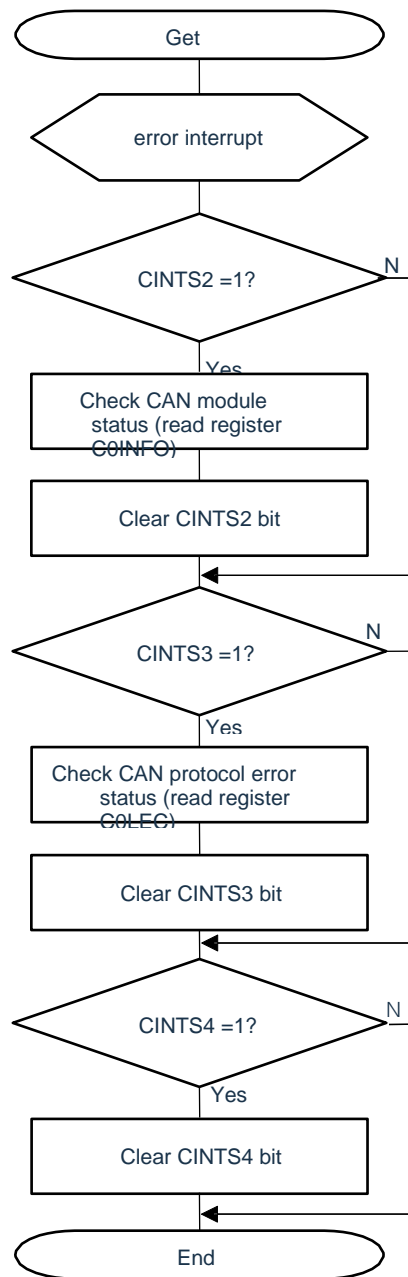 Get
error interrupt
CINTS2 =1?
N
Yes
Check CAN module
status (read register
C0INFO)
Clear CINTS2 bit
CINTS3 =1?
N
Yes
Check CAN protocol error
status (read register
C0LEC)
Clear CINTS3 bit
CINTS4 =1?
N
Yes
Clear CINTS4 bit
End